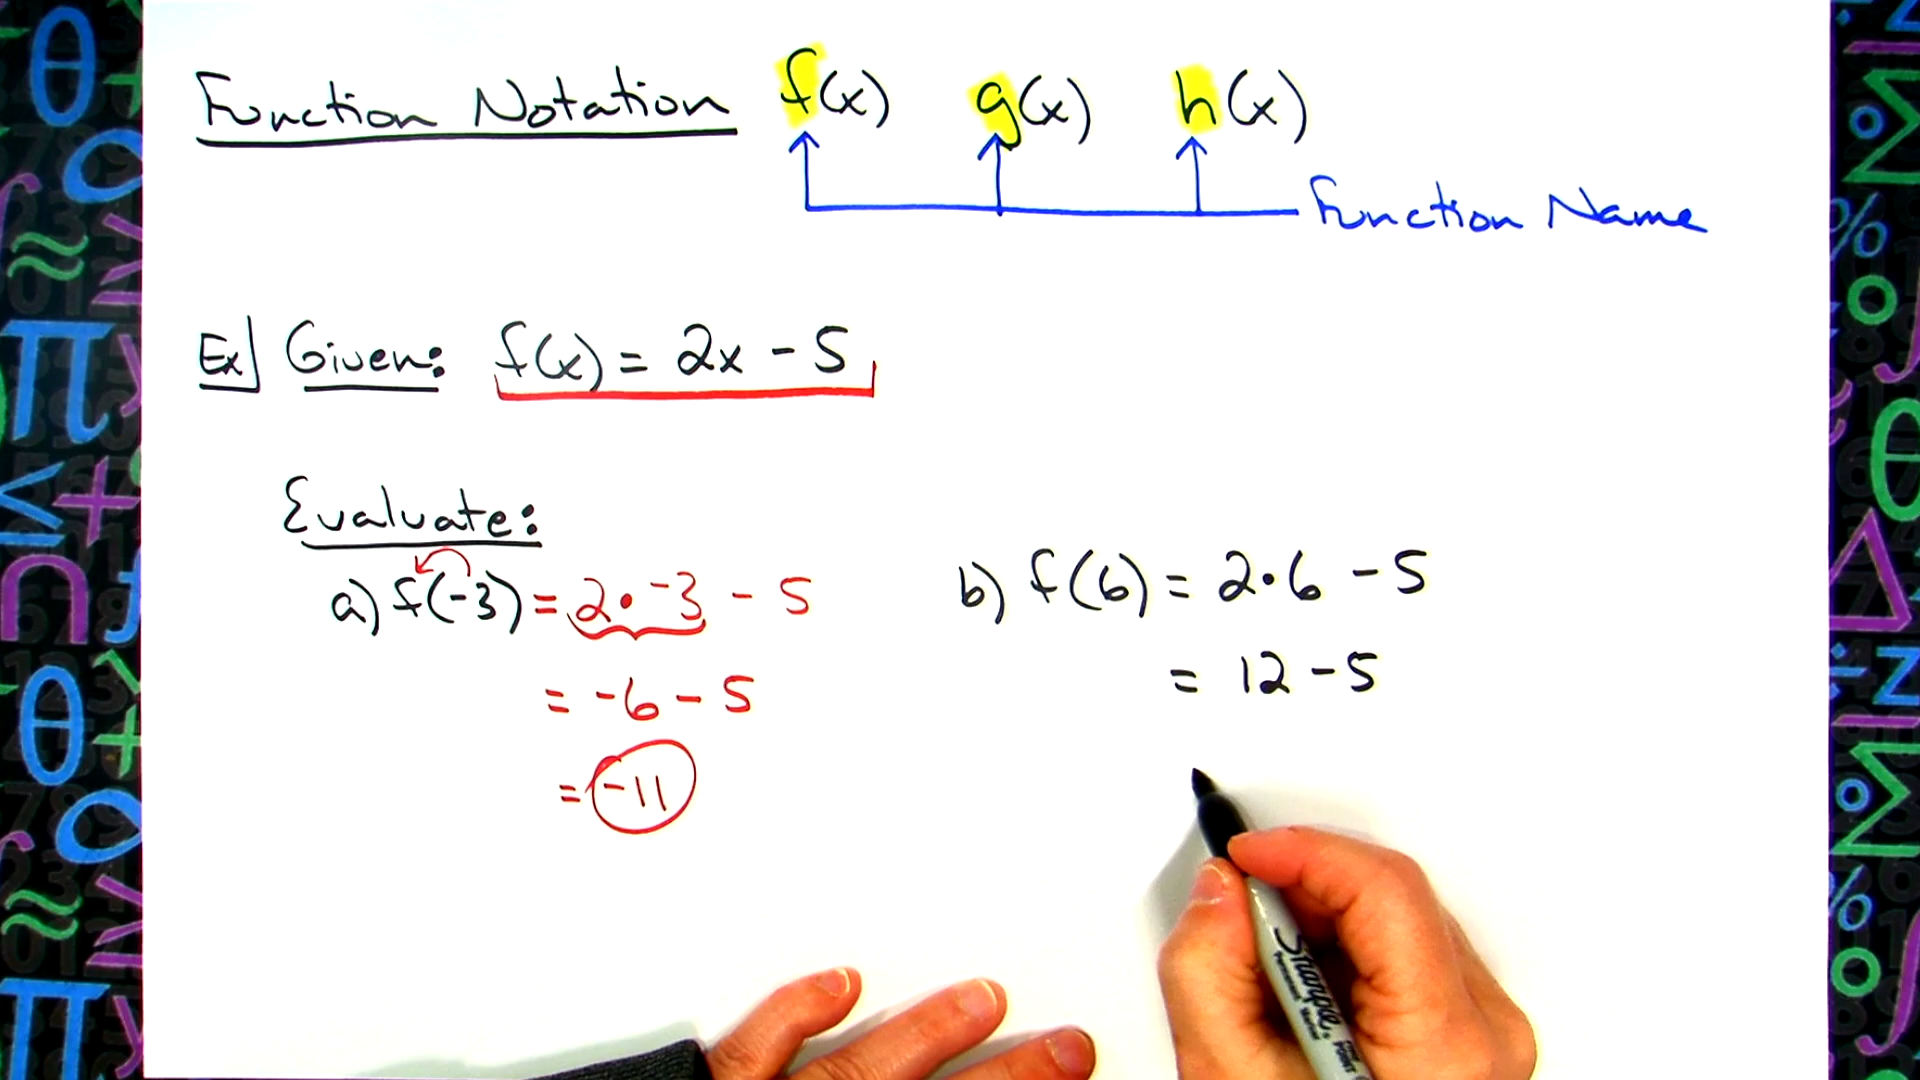 Function Notation f(x) g(x) h(x)
Function Name
Ex] Given: f(x) = 2x - 5
Evaluate:
a) f(-3) = 2 • -3 - 5
= -6 - 5
= -11
b) f(6) = 2•6 - 5
= 12 - 5
Sharpie